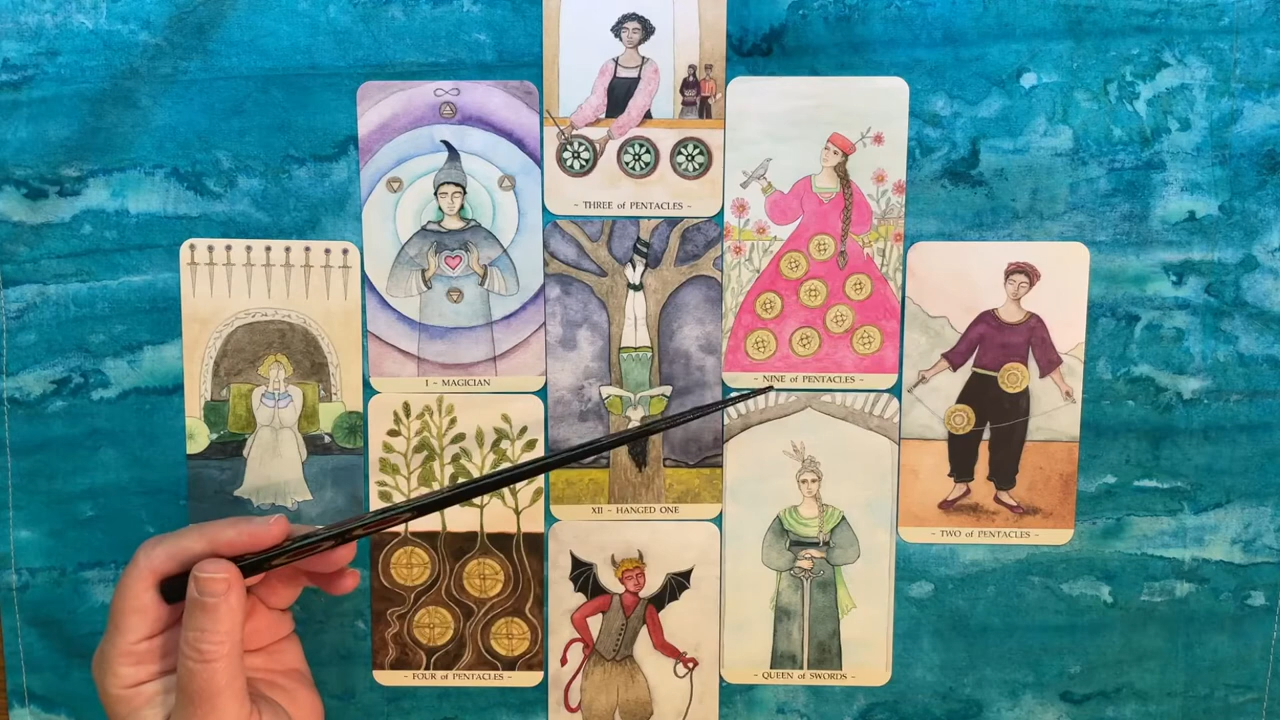 ~ THREE of PENTACLES ~
I ~ MAGICIAN
~ NINE of PENTACLES ~
XII ~ HANGED ONE
~ TWO of PENTACLES ~
~ FOUR of PENTACLES ~
~ QUEEN of SWORDS ~